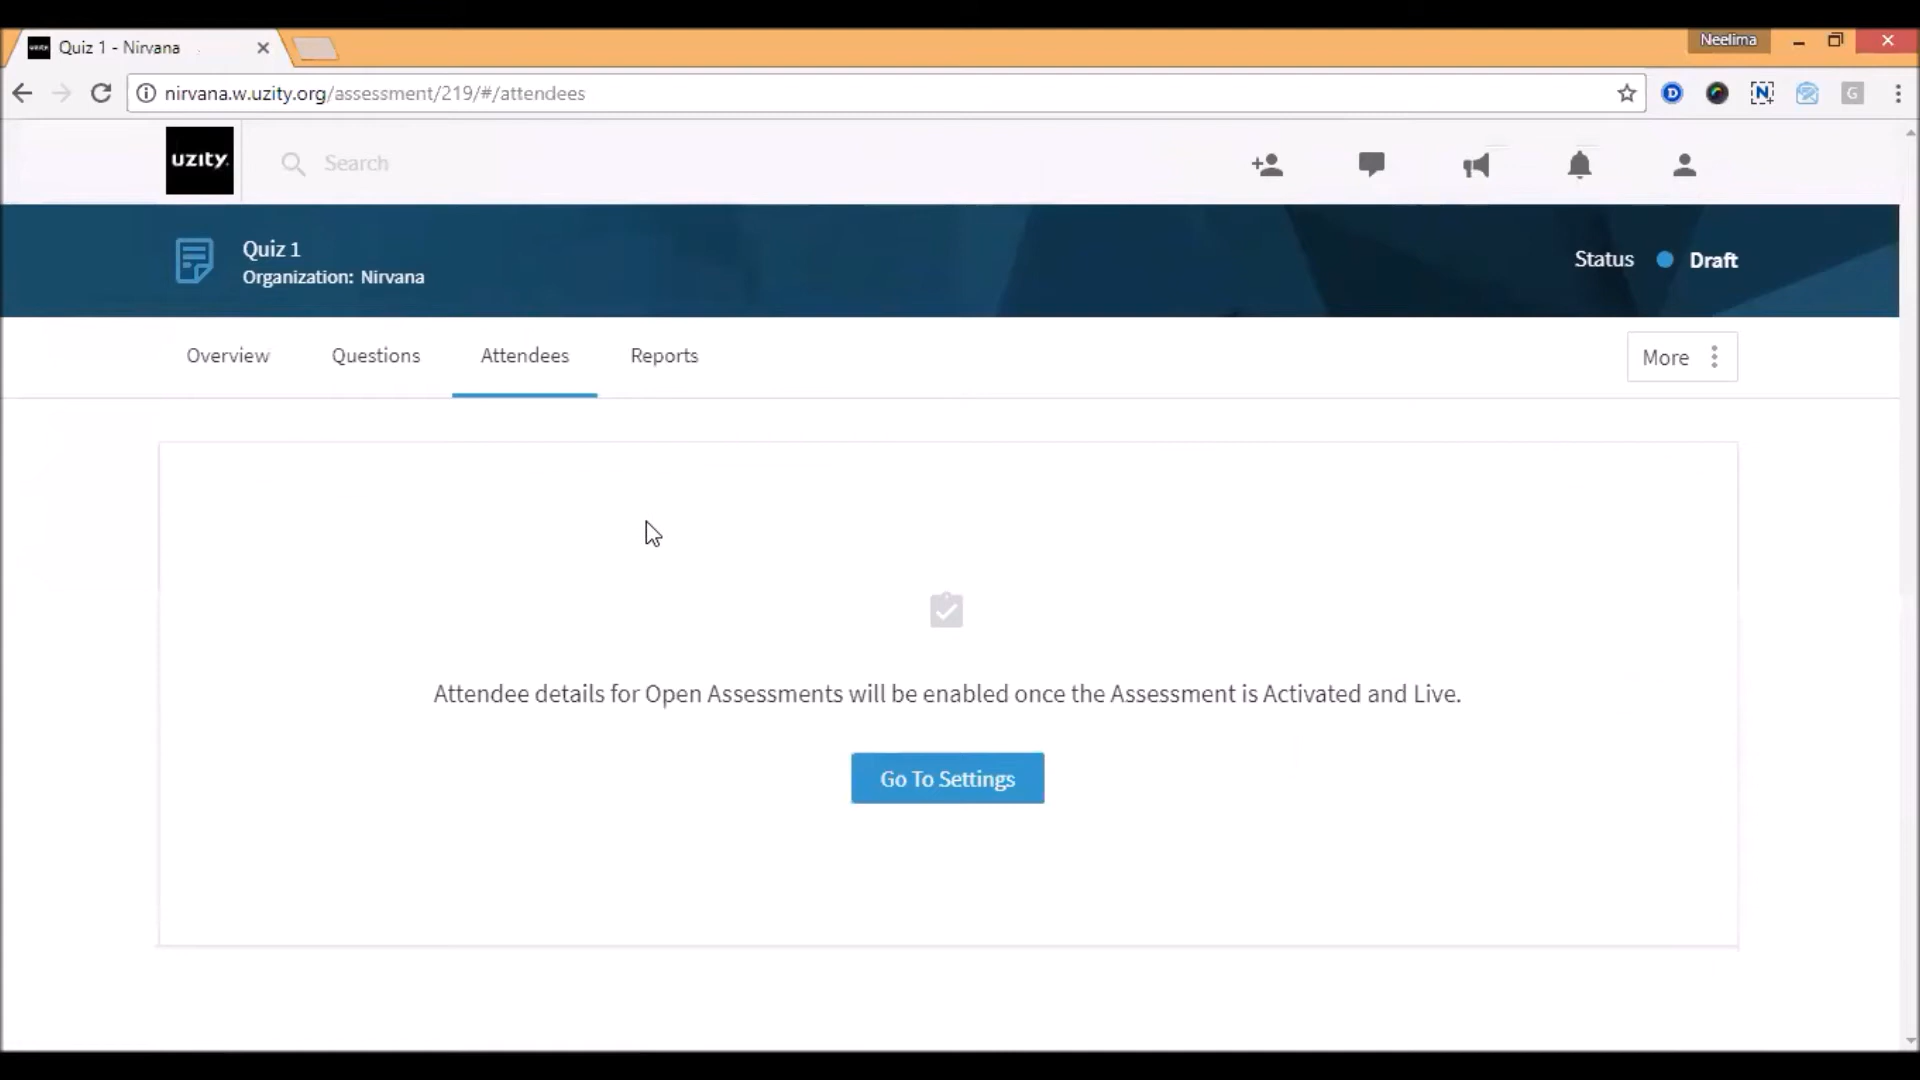 Quiz 1 - Nirvana
Neelima
nirvana.w.uzity.org/assessment/219/#/attendees
D
N
G
uzity.
Search
Quiz 1
Organization: Nirvana
Status
Draft
Overview
Questions
Attendees
Reports
More
Attendee details for Open Assessments will be enabled once the Assessment is Activated and Live.
Go To Settings